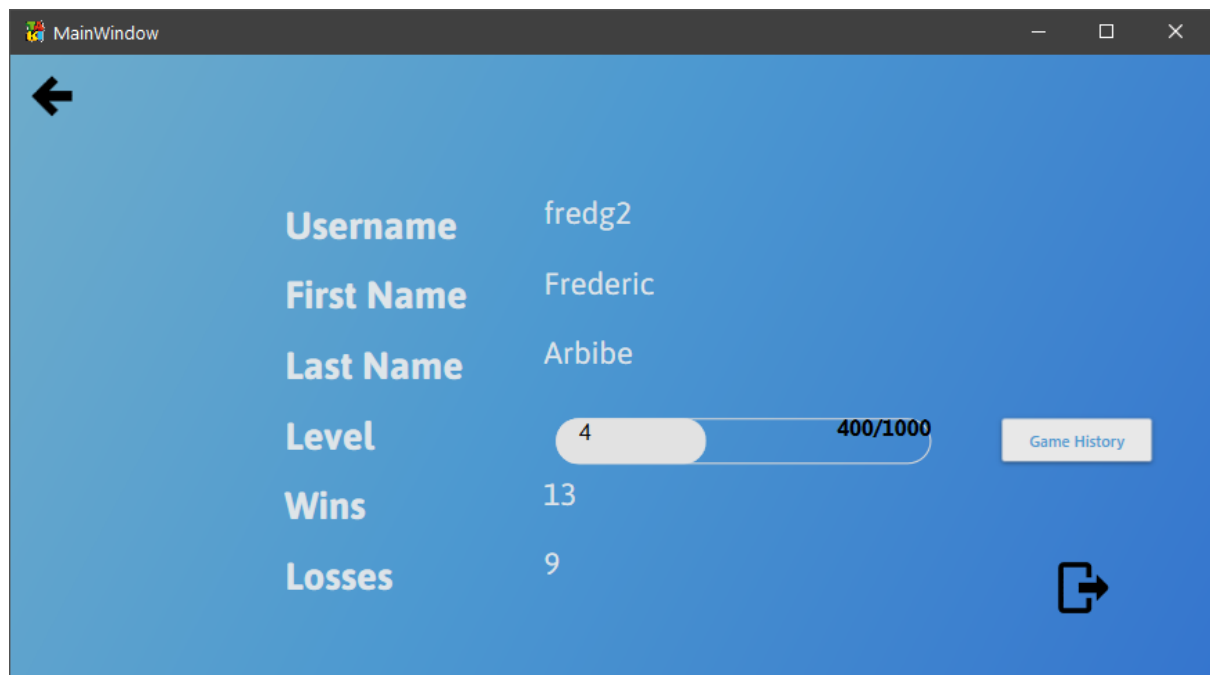 MainWindow
Username fredg2
First Name Frederic
Last Name Arbibe
Level 4 400/1000 Game History
Wins 13
Losses 9